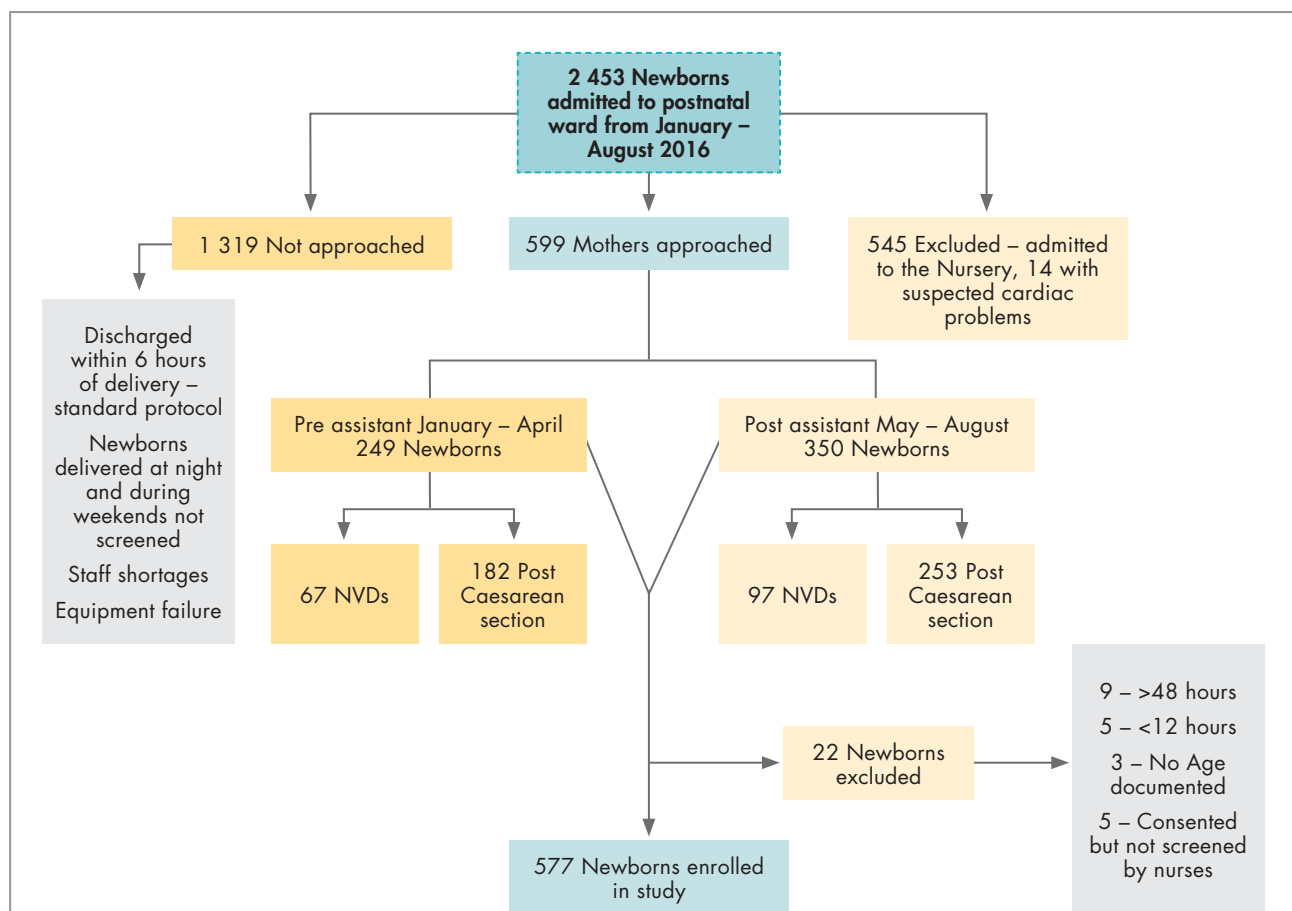 2 453 Newborns
admitted to postnatal
ward from January –
August 2016
1 319 Not approached
599 Mothers approached
545 Excluded – admitted
to the Nursery, 14 with
suspected cardiac
problems
Discharged
within 6 hours
of delivery –
standard protocol
Newborns
delivered at night
and during
weekends not
screened
Staff shortages
Equipment failure
Pre assistant January – April
249 Newborns
Post assistant May – August
350 Newborns
67 NVDs
182 Post
Caesarean
section
97 NVDs
253 Post
Caesarean
section
22 Newborns
excluded
9 – >48 hours
5 – <12 hours
3 – No Age
documented
5 – Consented
but not screened
by nurses
577 Newborns enrolled
in study